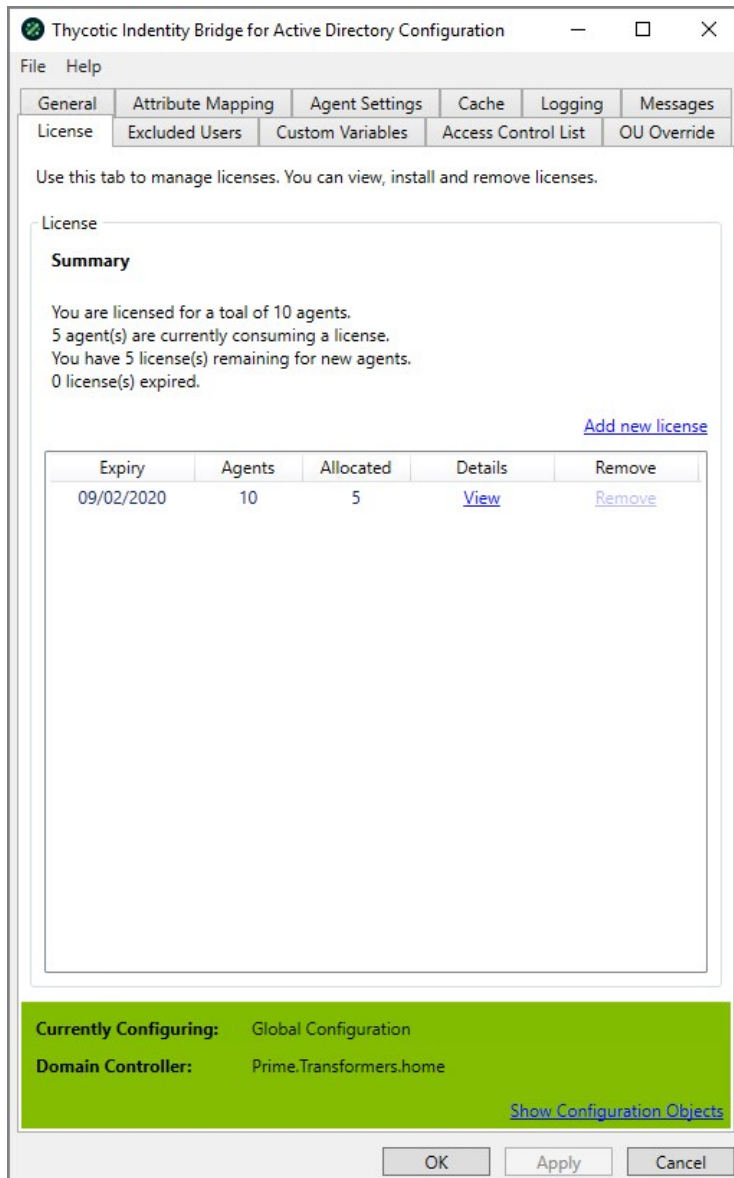 Thycotic Indentity Bridge for Active Directory Configuration
File Help
General Attribute Mapping Agent Settings Cache Logging Messages
License Excluded Users Custom Variables Access Control List OU Override
Use this tab to manage licenses. You can view, install and remove licenses.
License
Summary
You are licensed for a toal of 10 agents.
5 agent(s) are currently consuming a license.
You have 5 license(s) remaining for new agents.
0 license(s) expired.
Add new license
Expiry Agents Allocated Details Remove
09/02/2020 10 5 View Remove
Currently Configuring: Global Configuration
Domain Controller: Prime.Transformers.home
Show Configuration Objects
OK Apply Cancel